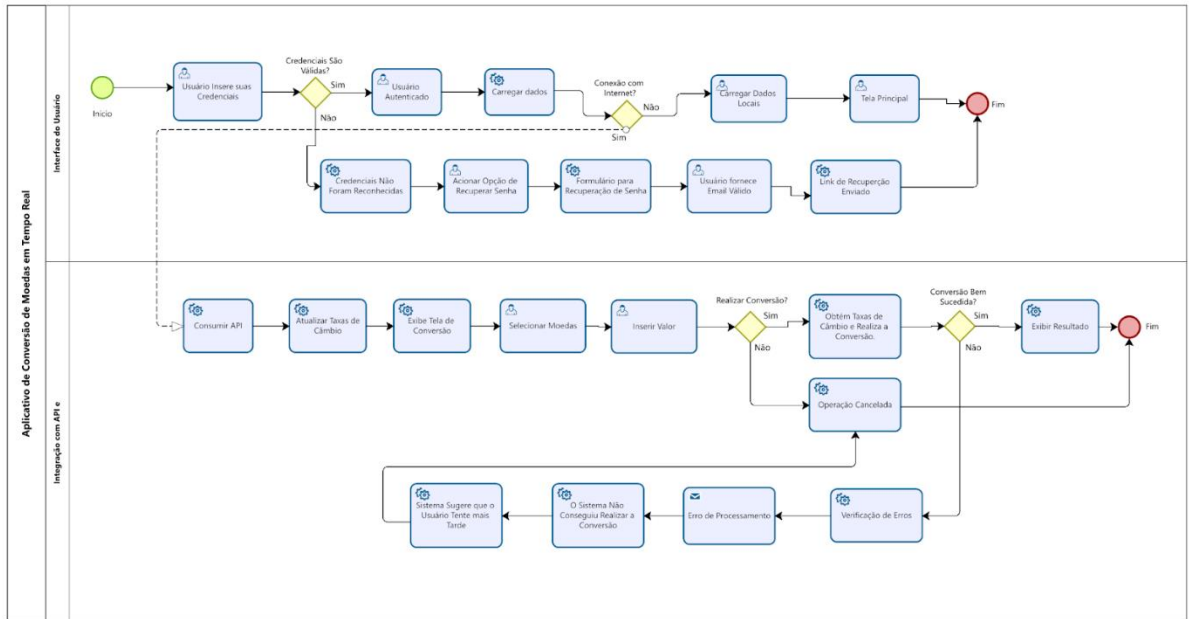 Aplicativo de Conversão de Moedas em Tempo Real
Interface do Usuário
Início
Usuário Insere suas
Credenciais
Credenciais São
Válidas?
Sim
Não
Usuário
Autenticado
Carregar dados
Conexão com
Internet?
Não
Sim
Carregar Dados
Locais
Tela Principal
Fim
Credenciais Não
Foram Reconhecidas
Acionar Opção de
Recuperar Senha
Formulário para
Recuperação de Senha
Usuário fornece
Email Válido
Link de Recuperção
Enviado
Integração com API e
Consumir API
Atualizar Taxas de
Câmbio
Exibe Tela de
Conversão
Selecionar Moedas
Inserir Valor
Realizar Conversão?
Sim
Não
Obtém Taxas de
Câmbio e Realiza a
Conversão.
Conversão Bem
Sucedida?
Sim
Não
Exibir Resultado
Fim
Operação Cancelada
Sistema Sugere que o
Usuário Tente mais
Tarde
O Sistema Não
Conseguiu Realizar a
Conversão
Erro de Processamento
Verificação de Erros